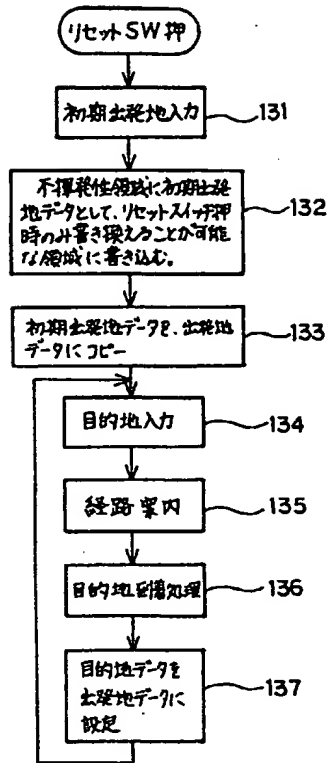 リセットSW押
初期出発地入力
131
不揮発性領域に初期出発
地データとして、リセットスイッチ押
時のみ書き換えることが可能
な領域に書き込む。
132
初期出発地データを、出発地
データにコピー
133
目的地入力
134
経路案内
135
目的地到着処理
136
目的地データを
出発地データに
設定
137